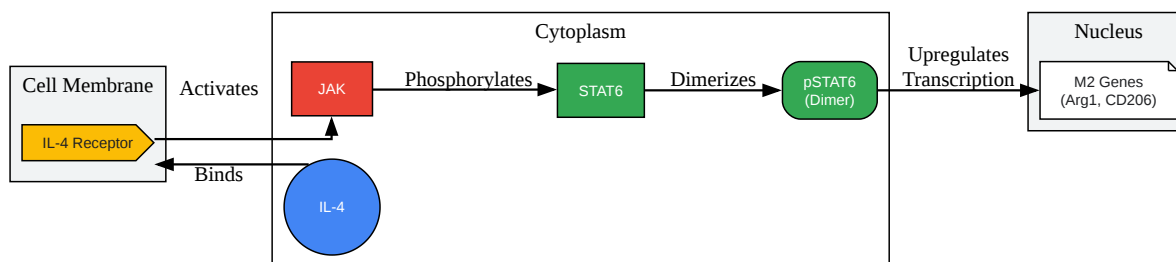 Cell Membrane
IL-4 Receptor
Activates
Binds
Cytoplasm
JAK
IL-4
Phosphorylates
STAT6
Dimerizes
pSTAT6
(Dimer)
Upregulates
Transcription
Nucleus
M2 Genes
(Arg1, CD206)